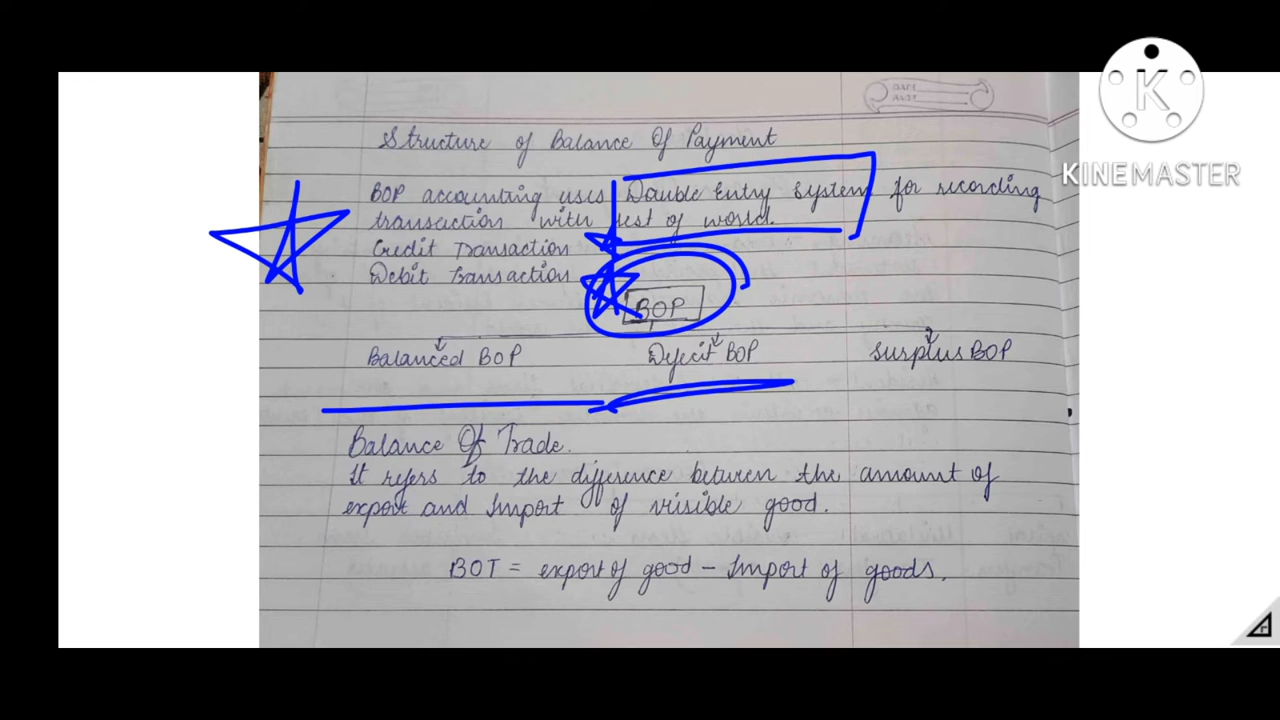 KINEMASTER
Structure of Balance Of Payment
BOP accounting uses Double Entry System for recording
transaction with rest of world.
Credit Transaction
Debit Transaction
BOP
Balanced BOP Deficit BOP Surplus BOP
Balance Of Trade.
It refers to the difference between the amount of
export and Import of visible good.
BOT = export of good – Import of goods.